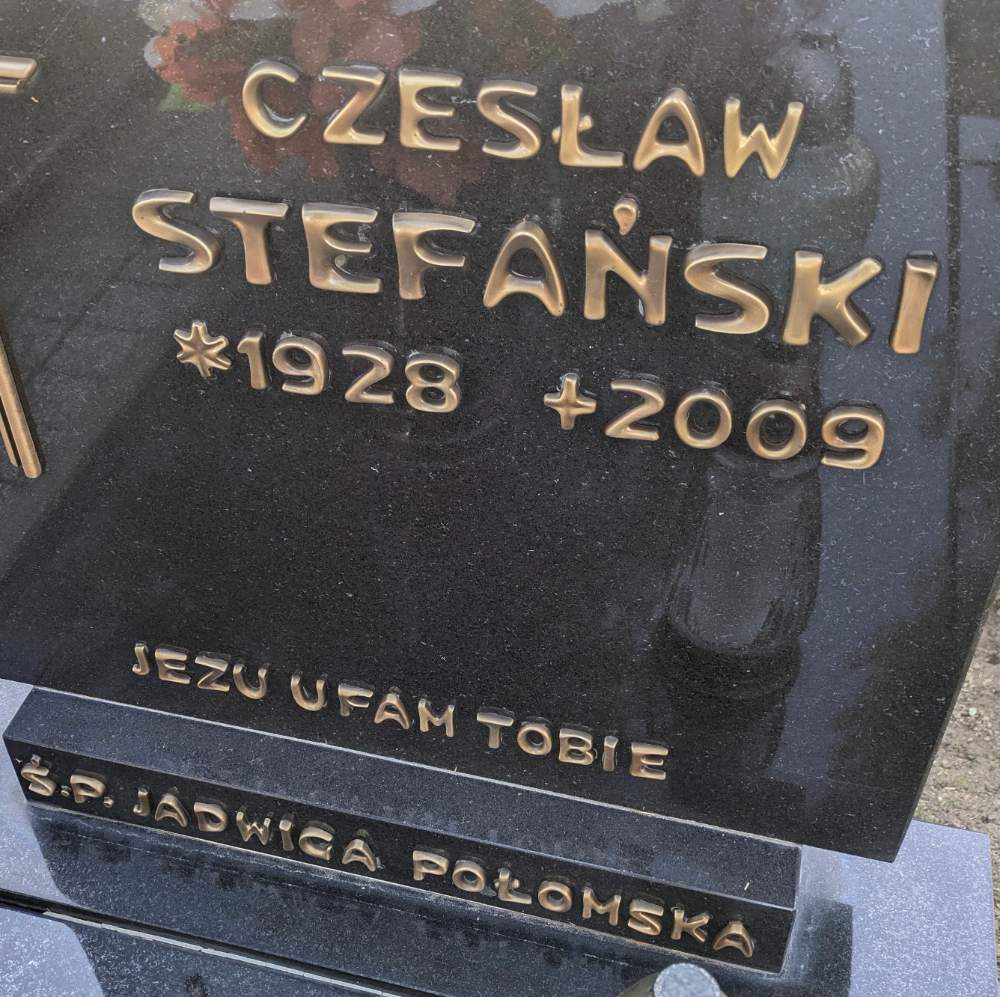 CZESŁAW
STEFAŃSKI
*1928 +2009
JEZU UFAM TOBIE
Ś.P. JADWIGA POŁOMSKA